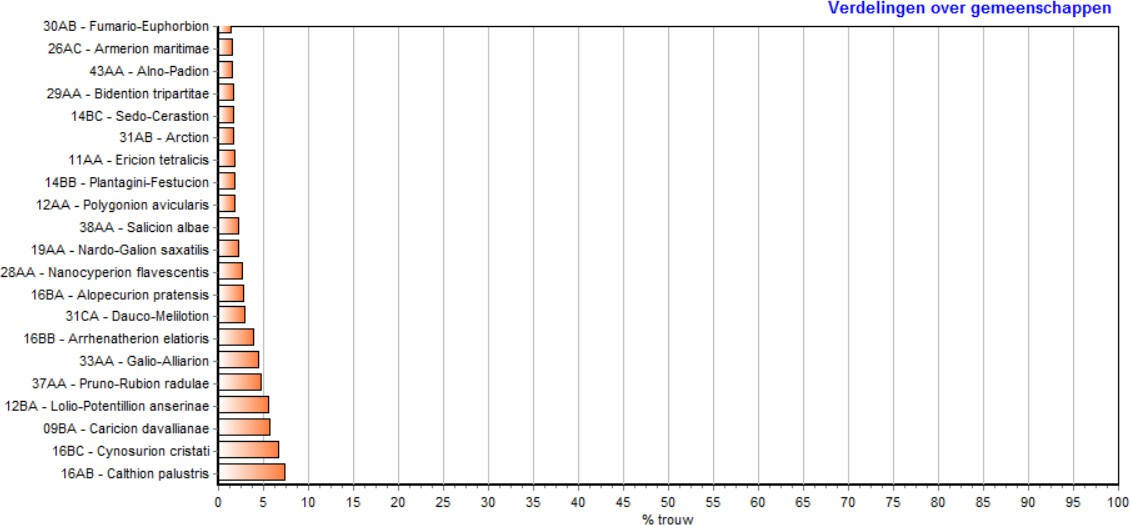 Verdelingen over gemeenschappen
30AB - Fumario-Euphorbion
26AC - Armerion maritimae
43AA - Alno-Padion
29AA - Bidention tripartitae
14BC - Sedo-Cerastion
31AB - Arction
11AA - Ericion tetralicis
14BB - Plantagini-Festucion
12AA - Polygonion avicularis
38AA - Salicion albae
19AA - Nardo-Galion saxatilis
28AA - Nanocyperion flavescentis
16BA - Alopecurion pratensis
31CA - Dauco-Melilotion
16BB - Arrhenatherion elatioris
33AA - Galio-Alliarion
37AA - Pruno-Rubion radulae
12BA - Lolio-Potentillion anserinae
09BA - Caricion davallianae
16BC - Cynosurion cristati
16AB - Calthion palustris
0 5 10 15 20 25 30 35 40 45 50 55 60 65 70 75 80 85 90 95 100
% trouw